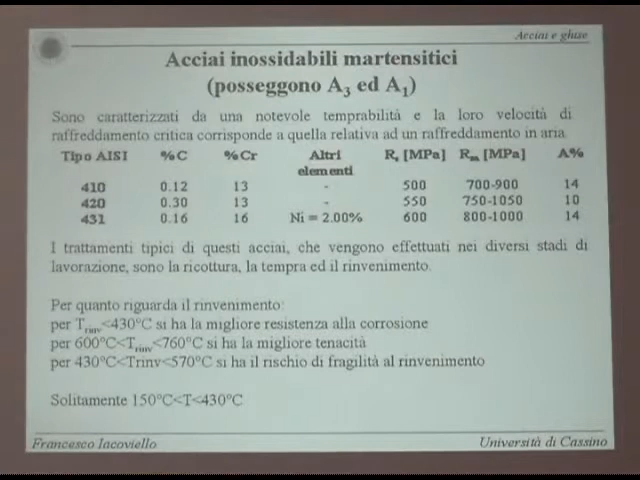 Acciai e ghise
Acciai inossidabili martensitici
(posseggono A3 ed A1)
Sono caratterizzati da una notevole temprabilità e la loro velocità di
raffreddamento critica corrisponde a quella relativa ad un raffreddamento in aria
Tipo AISI %C %Cr Altri elementi Rs [MPa] Rm [MPa] A%
410 0.12 13 - 500 700-900 14
420 0.30 13 - 550 750-1050 10
431 0.16 16 Ni = 2.00% 600 800-1000 14
I trattamenti tipici di questi acciai, che vengono effettuati nei diversi stadi di
lavorazione, sono la ricottura, la tempra ed il rinvenimento.
Per quanto riguarda il rinvenimento:
per Trinv<430°C si ha la migliore resistenza alla corrosione
per 600°C<Trinv<760°C si ha la migliore tenacità
per 430°C<Trinv<570°C si ha il rischio di fragilità al rinvenimento
Solitamente 150°C<T<430°C
Francesco Iacoviello
Università di Cassino